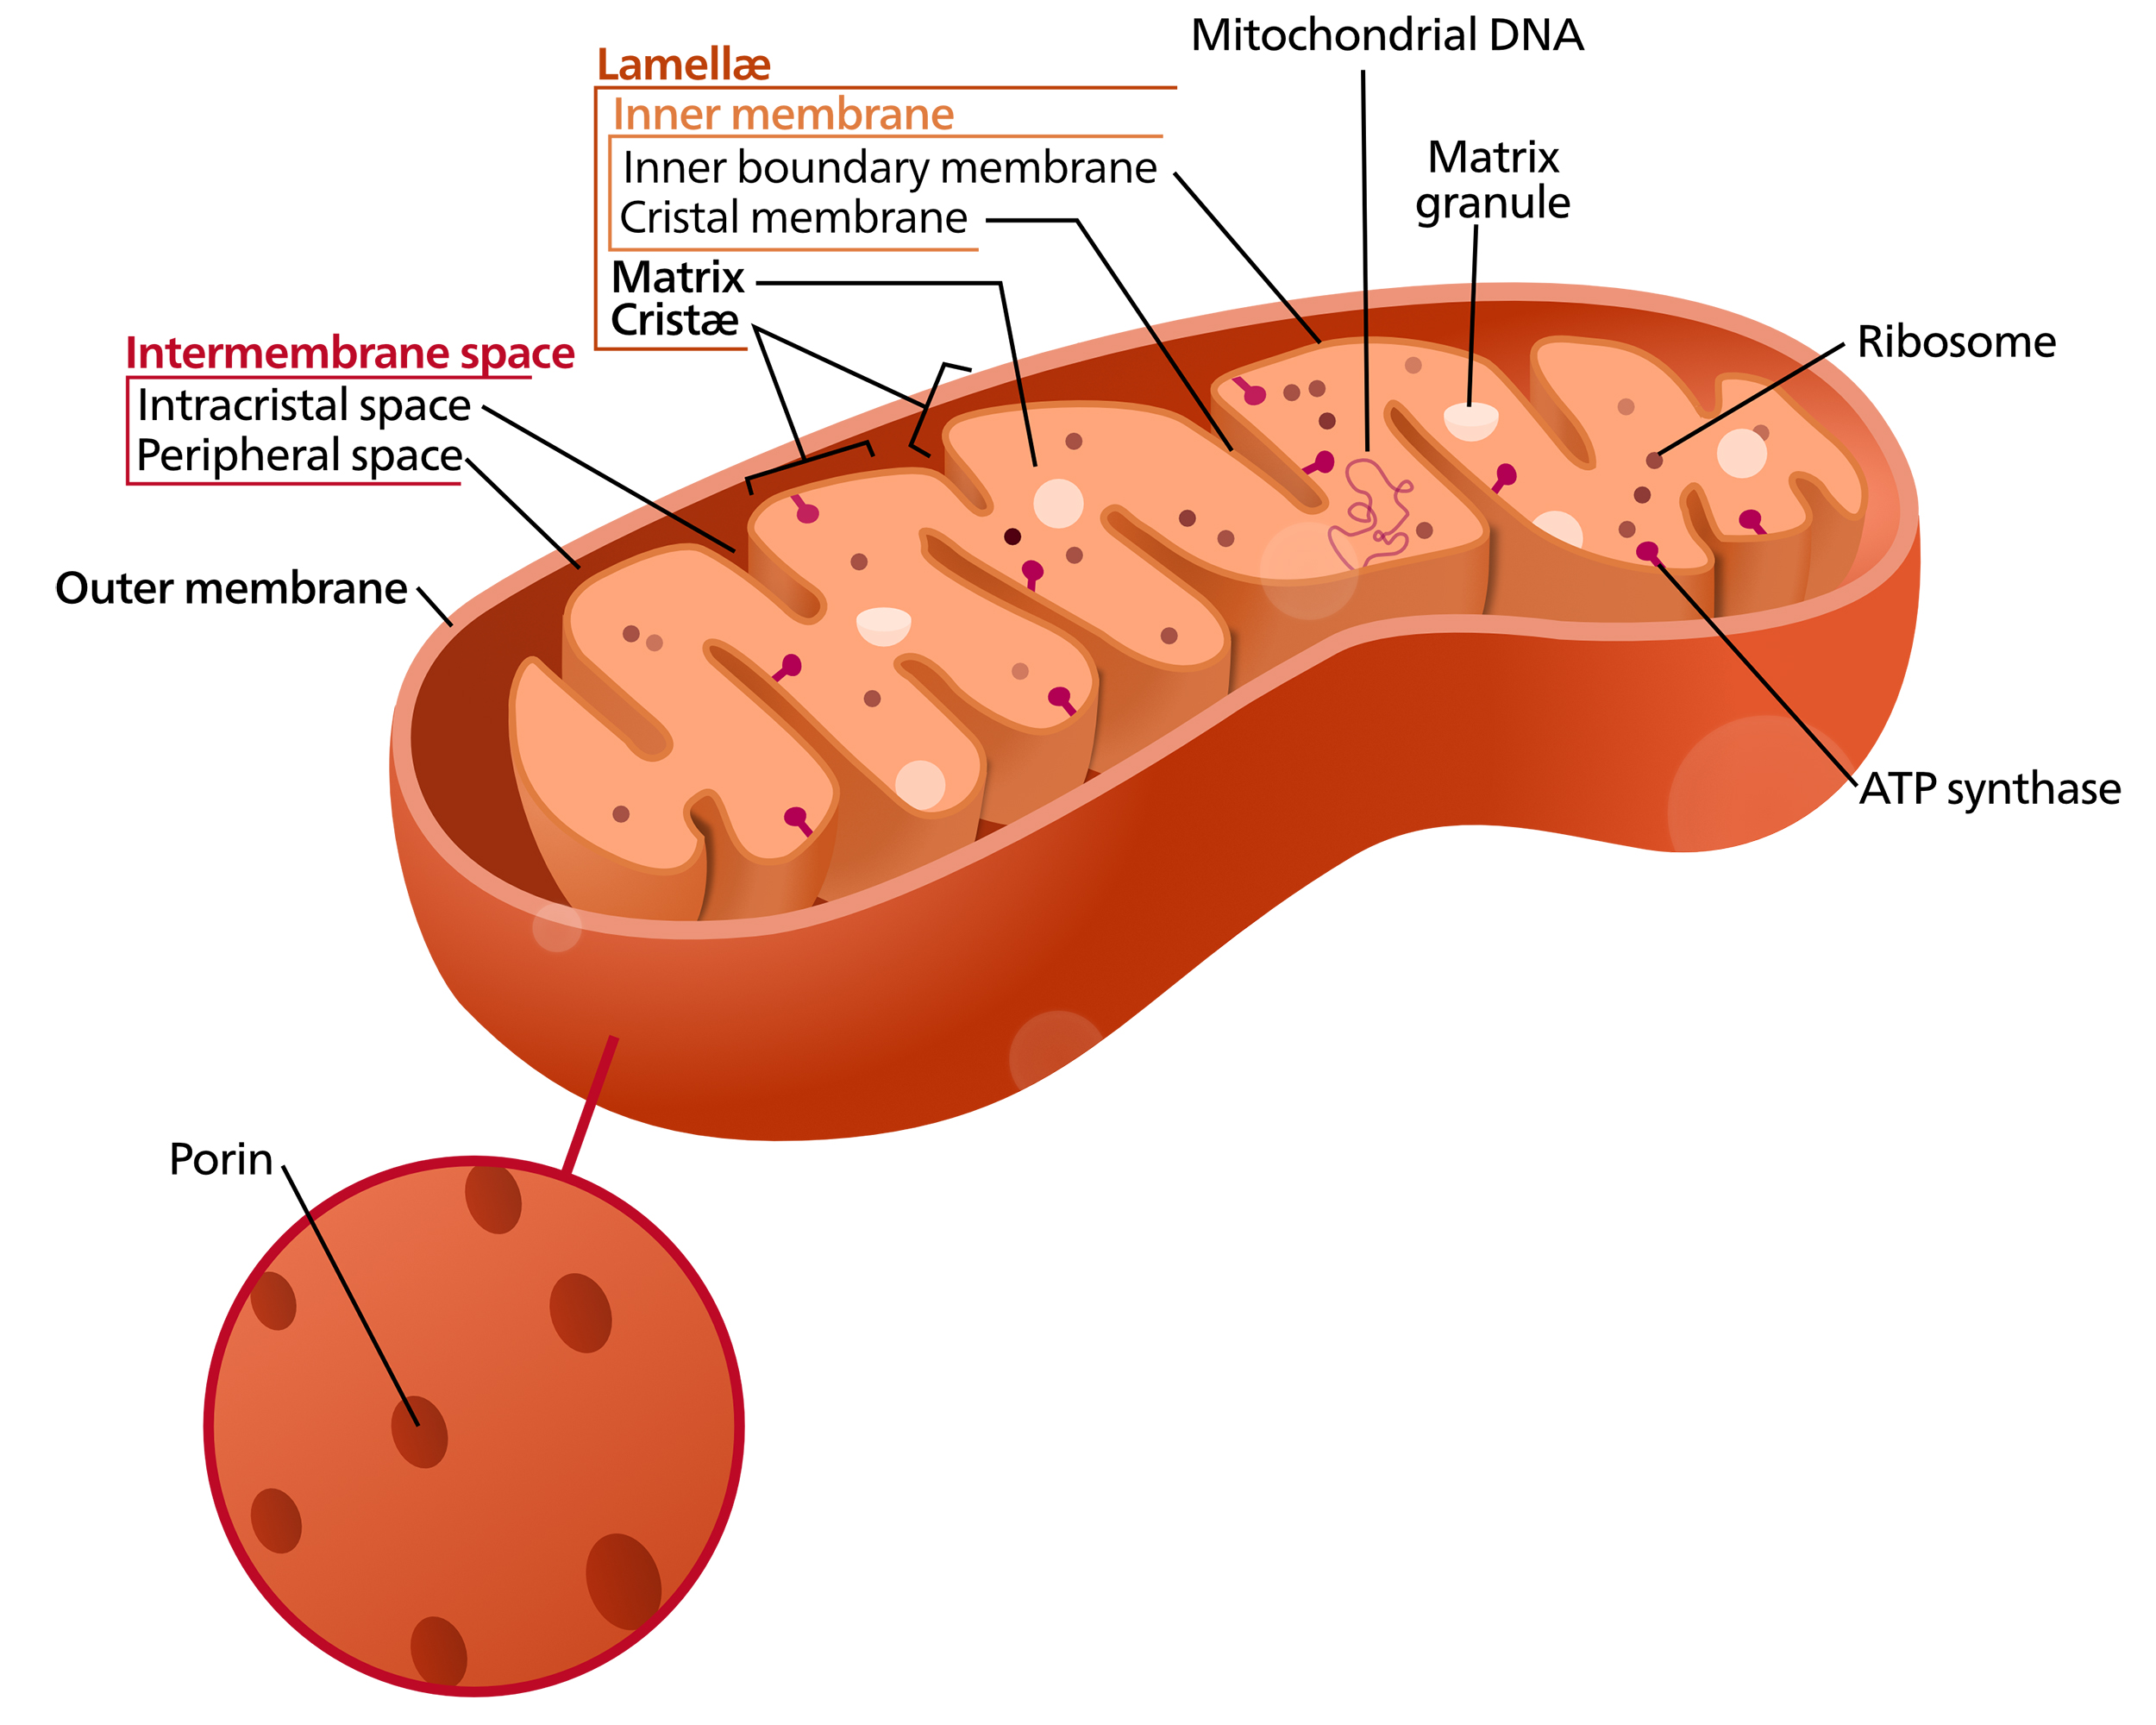 Mitochondrial DNA
Lamellæ
Inner membrane
Inner boundary membrane
Cristal membrane
Matrix
Cristæ
Matrix
granule
Ribosome
Intermembrane space
Intracristal space
Peripheral space
Outer membrane
ATP synthase
Porin